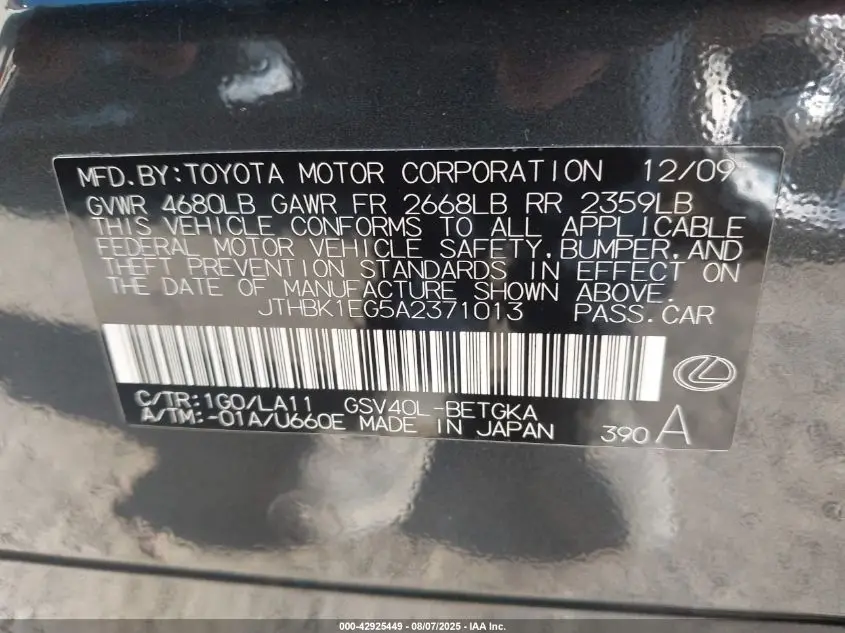 MFD.BY:TOYOTA MOTOR CORPORATION 12/09
GVWR 4680LB GAWR FR 2668LB RR 2359LB
THIS VEHICLE CONFORMS TO ALL APPLICABLE
FEDERAL MOTOR VEHICLE SAFETY,BUMPER,AND
THEFT PREVENTION STANDARDS IN EFFECT ON
THE DATE OF MANUFACTURE SHOWN ABOVE.
JTHBK1EG5A2371013 PASS.CAR
C/TR:1G0/LA11 GSV40L-BETGKA
A/TM:-01A/U660E MADE IN JAPAN 390 A
000-42925449 - 08/07/2025 - IAA Inc.